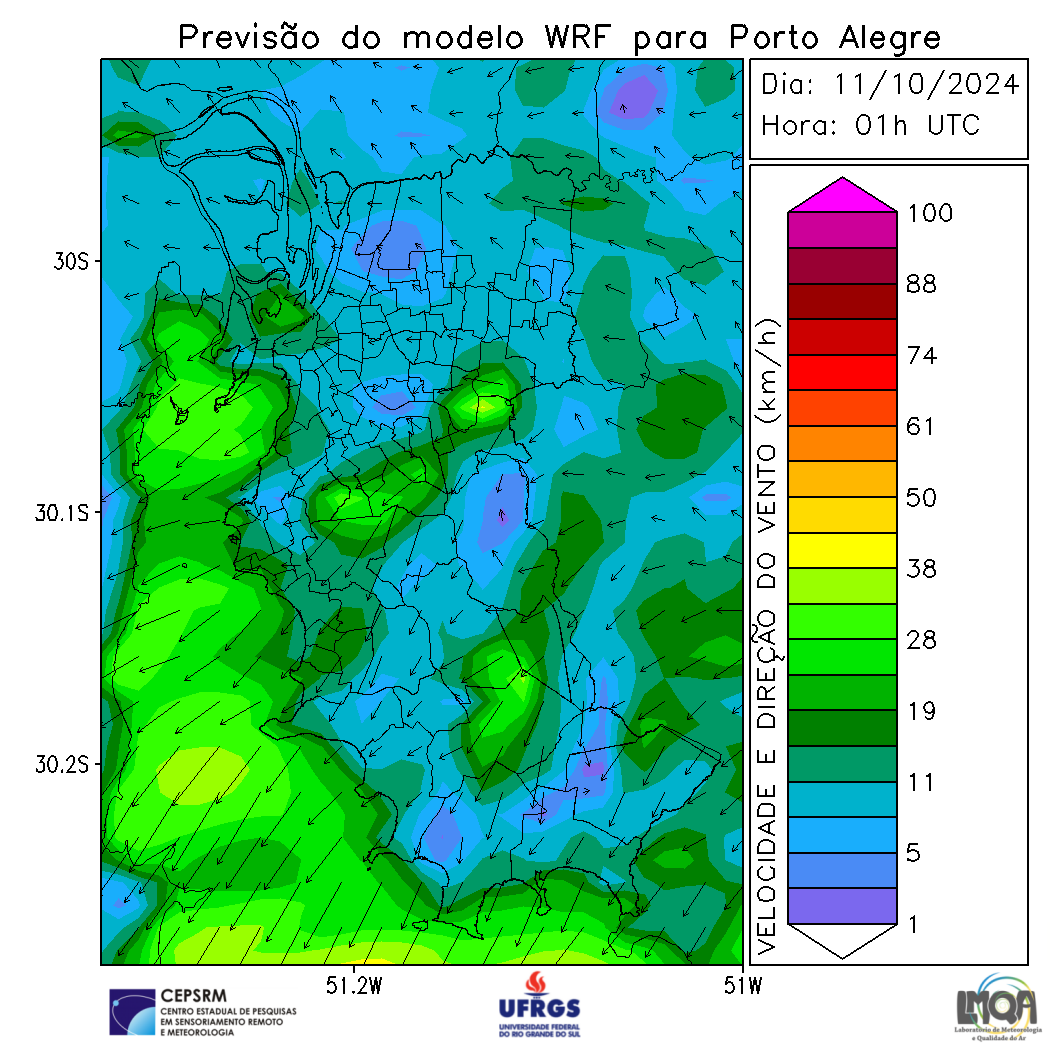 Previsão do modelo WRF para Porto Alegre
Dia: 11/10/2024
Hora: 01h UTC
30S
30.1S
30.2S
51.2W
51W
VELOCIDADE E DIREÇÃO DO VENTO (km/h)
100
88
74
61
50
38
28
19
11
5
1
CEPSRM
CENTRO ESTADUAL DE PESQUISAS
EM SENSORIAMENTO REMOTO
E METEOROLOGIA
UFRGS
UNIVERSIDADE FEDERAL
DO RIO GRANDE DO SUL
LMQA
Laboratório de Meteorologia
e Qualidade do Ar